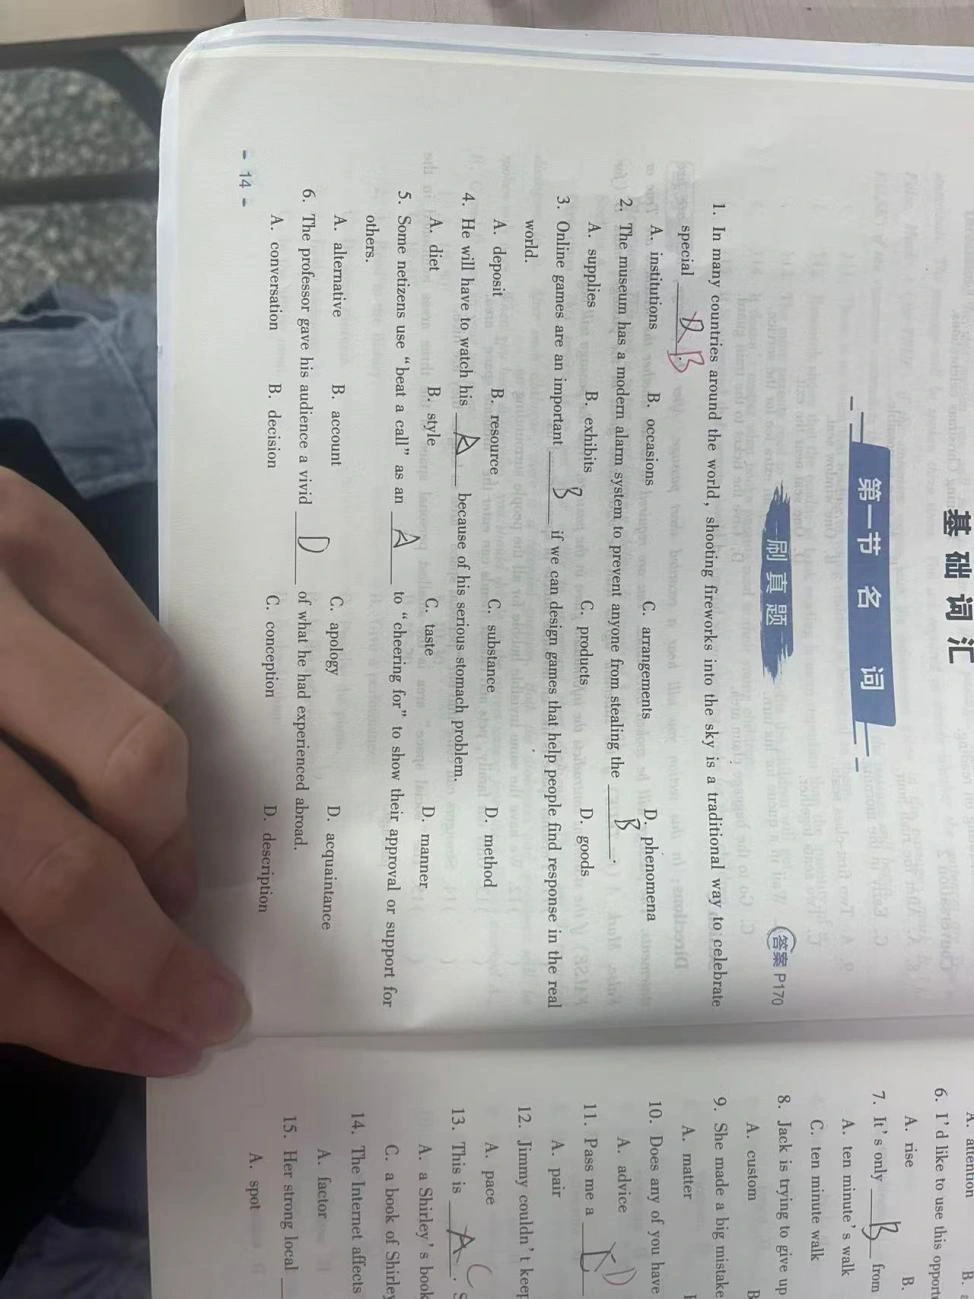 基础词汇
第一节 名 词
刷真题
答案 P170
1. In many countries around the world, shooting fireworks into the sky is a traditional way to celebrate
special B B.
A. institutions B. occasions C. arrangements D. phenomena
2. The museum has a modern alarm system to prevent anyone from stealing the B.
A. supplies B. exhibits C. products D. goods
3. Online games are an important B if we can design games that help people find response in the real
world.
A. deposit B. resource C. substance D. method
4. He will have to watch his A because of his serious stomach problem.
A. diet B. style C. taste D. manner
5. Some netizens use "beat a call" as an A to "cheering for" to show their approval or support for
others.
A. alternative B. account C. apology D. acquaintance
6. The professor gave his audience a vivid D of what he had experienced abroad.
A. conversation B. decision C. conception D. description
- 14 -
A. attention B.
6. I'd like to use this
A. rise B.
7. It's only B from
A. ten minute's walk
C. ten minute walk
8. Jack is trying to give up
A. custom B
9. She made a big mistake
A. matter
10. Does any of you have
A. advice
11. Pass me a D
A. pair
12. Jimmy couldn't keep
A. pace
13. This is A C.
A. a Shirley's book
C. a book of Shirley
14. The Internet affects
A. factor
15. Her strong local
A. spot